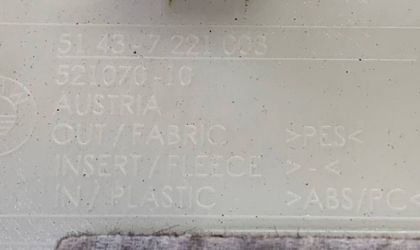 51 43-7 221 003
521070-10
AUSTRIA
OUT / FABRIC >PES<
INSERT / FLEECE >-<
IN / PLASTIC >ABS/PC<